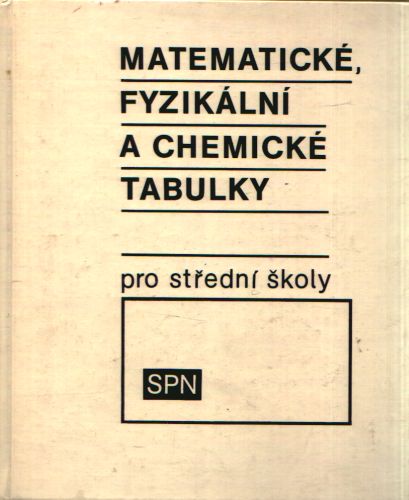 MATEMATICKÉ,
FYZIKÁLNÍ
A CHEMICKÉ
TABULKY
pro střední školy
SPN